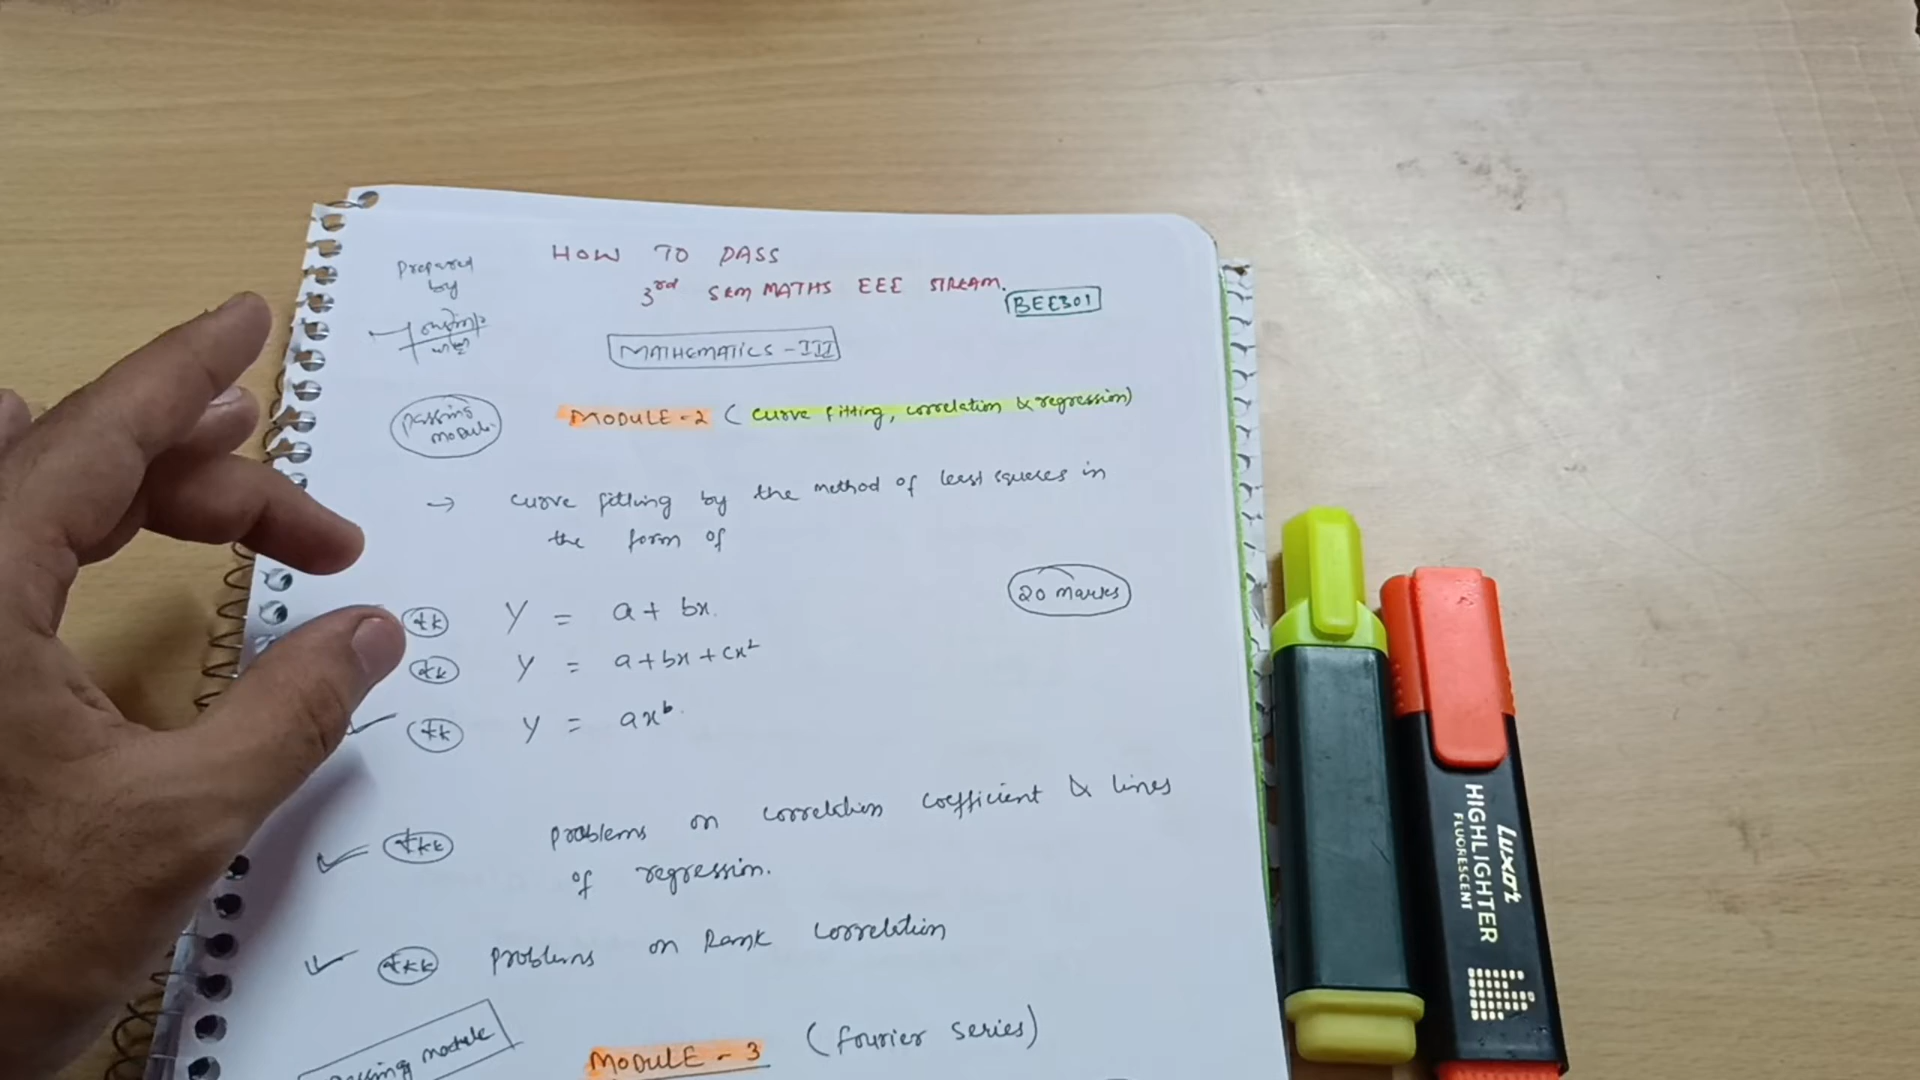 HOW TO PASS
3rd SEM MATHS EEE STREAM.
BEE301
Prepared
by
MATHEMATICS - III
passing
module
MODULE - 2 (curve fitting, correlation & regression)
→ curve fitting by the method of least squares in
the form of
20 marks
Y = a + bx.
Y = a + bx + cx²
Y = axᵇ.
problems on correlation coefficient & lines
of regression.
problems on Rank correlation
passing module
MODULE - 3 (fourier series)
Luxor
HIGHLIGHTER
FLUORESCENT